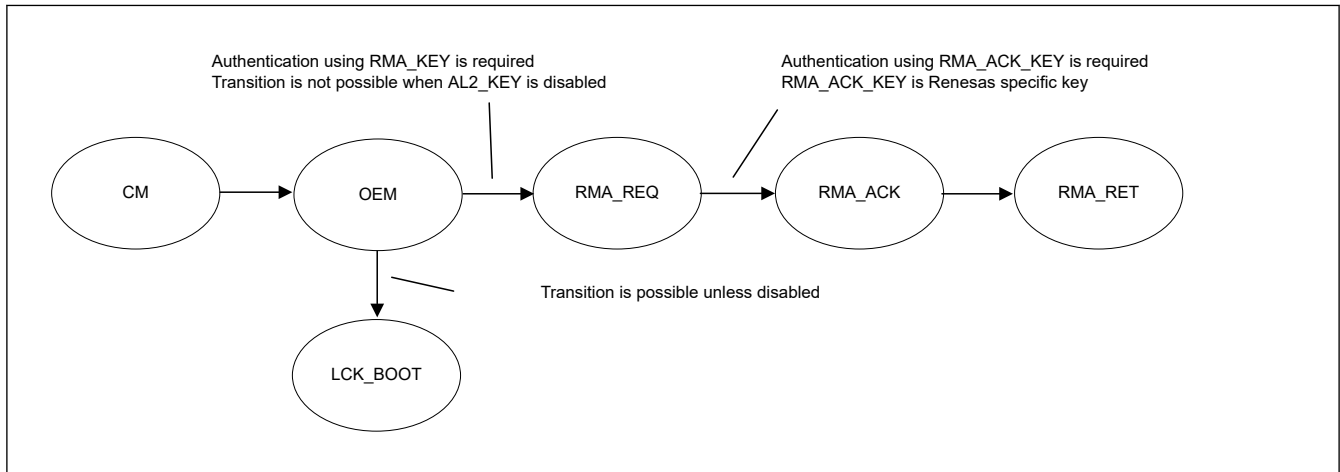 Authentication using RMA_KEY is required
Transition is not possible when AL2_KEY is disabled
Authentication using RMA_ACK_KEY is required
RMA_ACK_KEY is Renesas specific key
CM
OEM
RMA_REQ
RMA_ACK
RMA_RET
Transition is possible unless disabled
LCK_BOOT